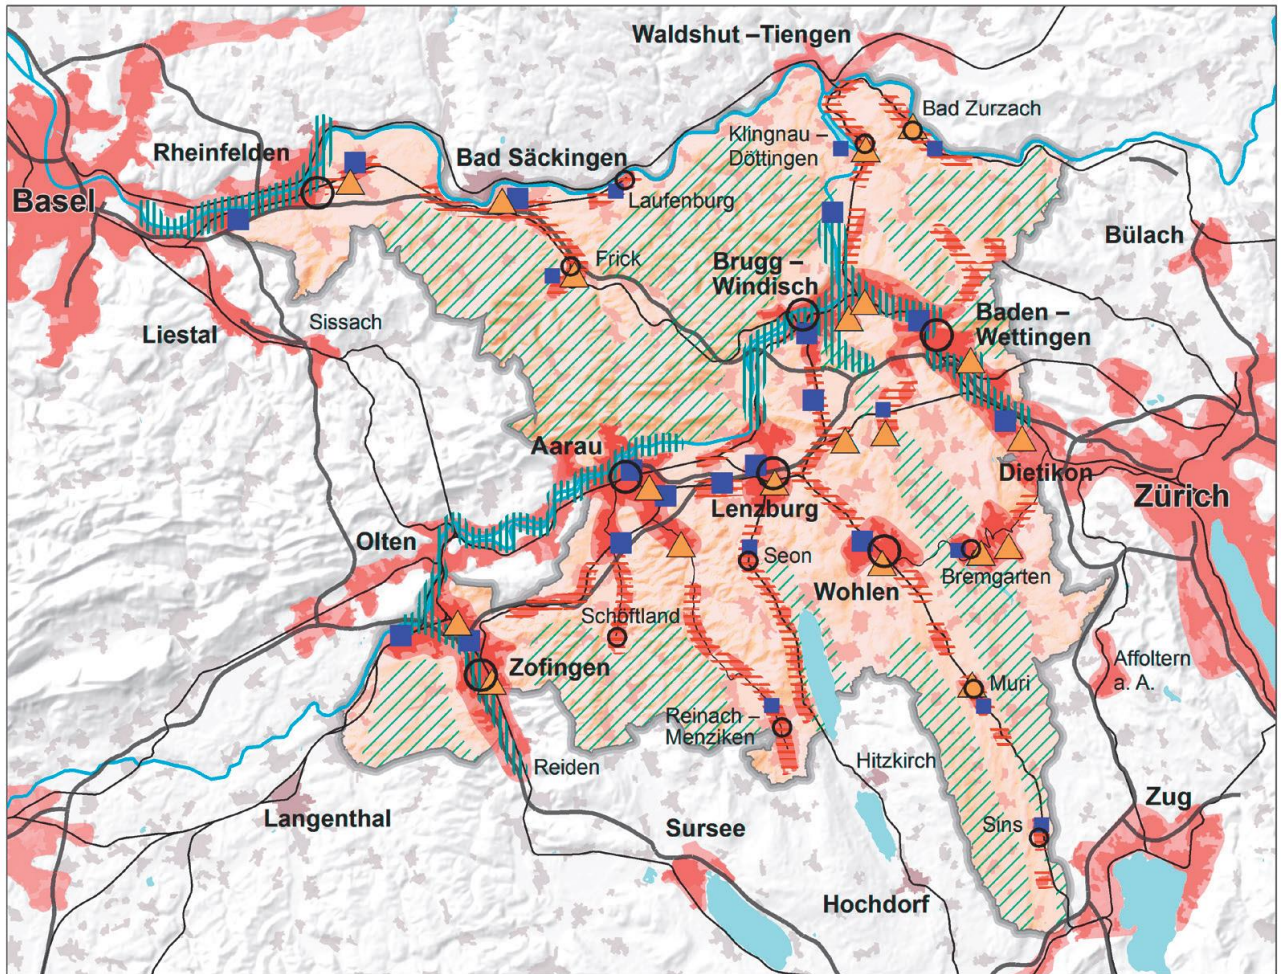 Waldshut –Tiengen
Bad Zurzach
Klingnau –
Döttingen
Rheinfelden
Bad Säckingen
Basel
Laufenburg
Bülach
Brugg –
Windisch
Frick
Baden –
Wettingen
Liestal
Sissach
Aarau
Dietikon
Zürich
Lenzburg
Olten
Seon
Wohlen
Bremgarten
Schöftland
Zofingen
Muri
Affoltern
a. A.
Reinach –
Menziken
Reiden
Hitzkirch
Zug
Langenthal
Sursee
Sins
Hochdorf